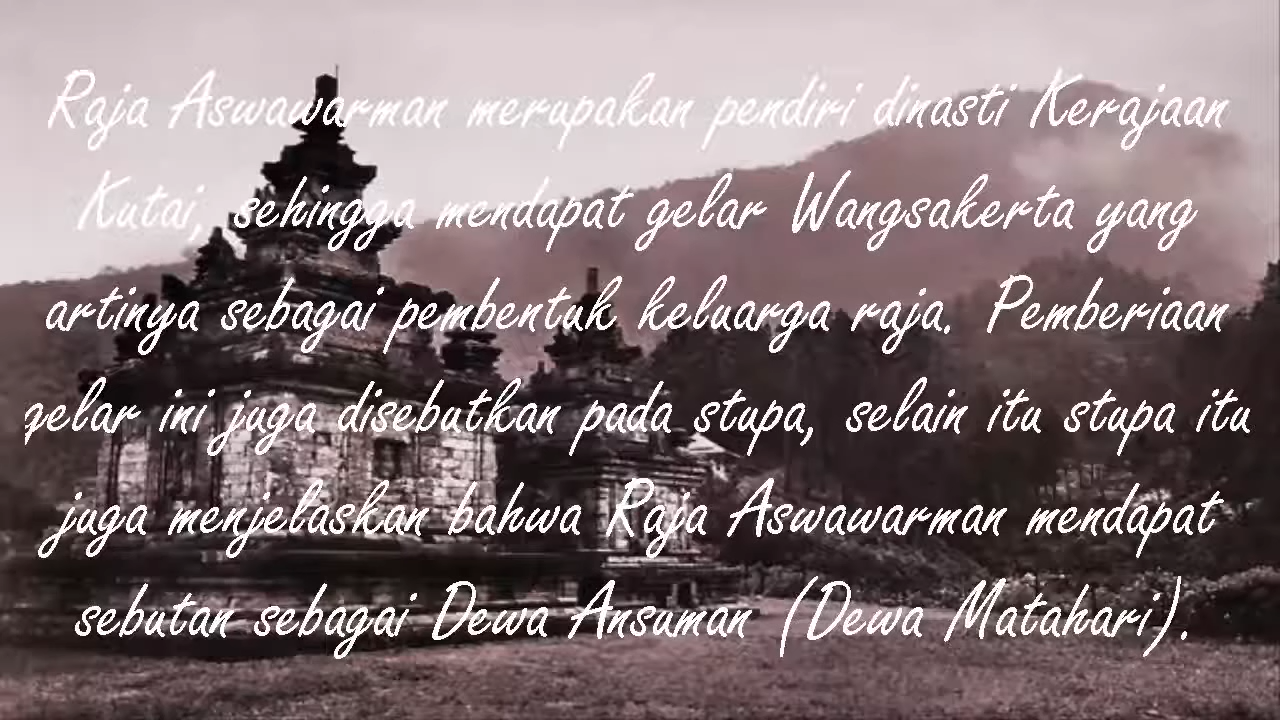 Raja Aswawarman merupakan pendiri dinasti Kerajaan
Kutai, sehingga mendapat gelar Wangsakerta yang
artinya sebagai pembentuk keluarga raja. Pemberiaan
gelar ini juga disebutkan pada stupa, selain itu stupa itu
juga menjelaskan bahwa Raja Aswawarman mendapat
sebutan sebagai Dewa Ansuman (Dewa Matahari).